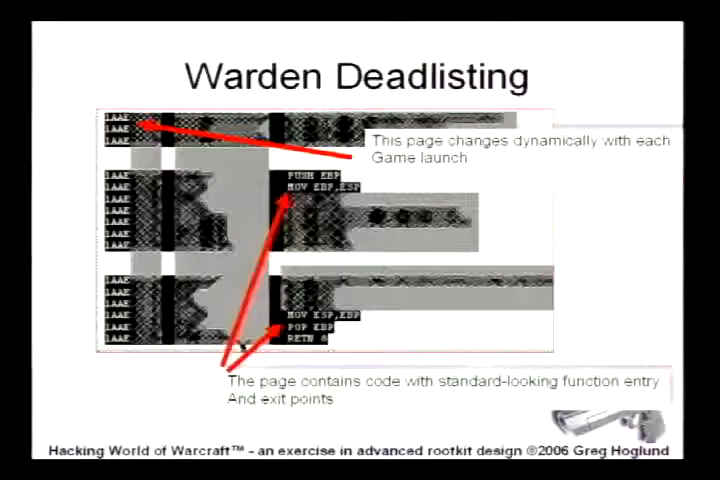 Warden Deadlisting
1AAE
1AAE
1AAE
This page changes dynamically with each
Game launch
1AAE PUSH EBP
1AAE MOV EBP,ESP
1AAE
1AAE
1AAE
1AAE
1AAE
1AAE
1AAE
1AAE
1AAE MOV ESP,EBP
1AAE POP EBP
1AAE RETN
The page contains code with standard-looking function entry
And exit points
Hacking World of Warcraft™ - an exercise in advanced rootkit design ©2006 Greg Hoglund